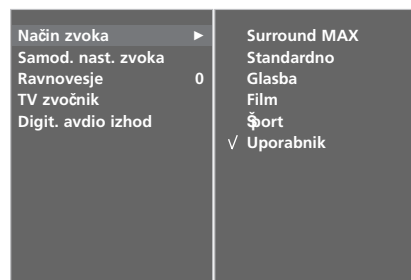 Način zvoka ►
Samod. nast. zvoka
Ravnovesje 0
TV zvočnik
Digit. avdio izhod
Surround MAX
Standardno
Glasba
Film
Šport
√ Uporabnik